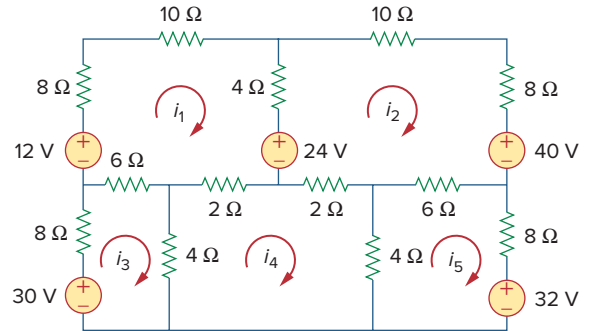 10 Ω 10 Ω
8 Ω 4 Ω 8 Ω
i1 i2
12 V + − 6 Ω + − 24 V + − 40 V
2 Ω 2 Ω 6 Ω
8 Ω 8 Ω
i3 4 Ω i4 4 Ω i5
30 V + − + − 32 V